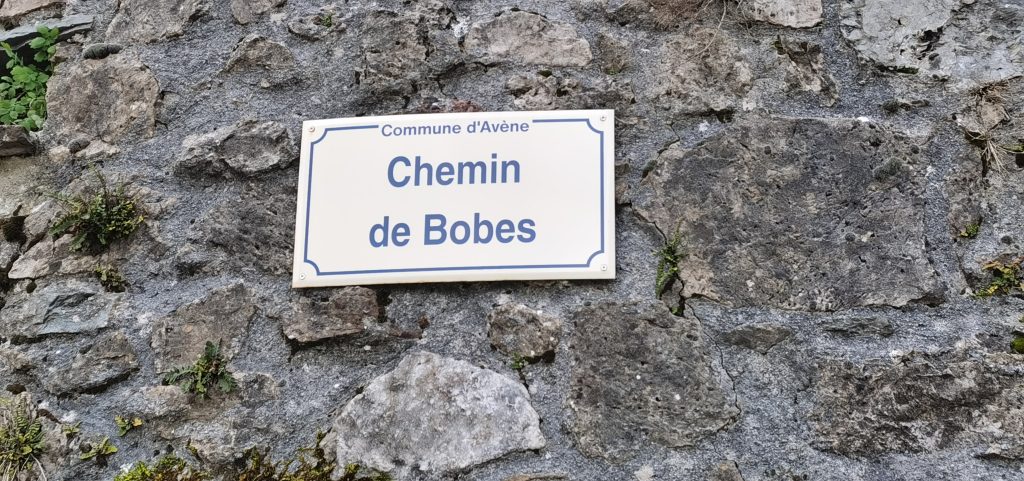 Commune d'Avène
Chemin
de Bobes